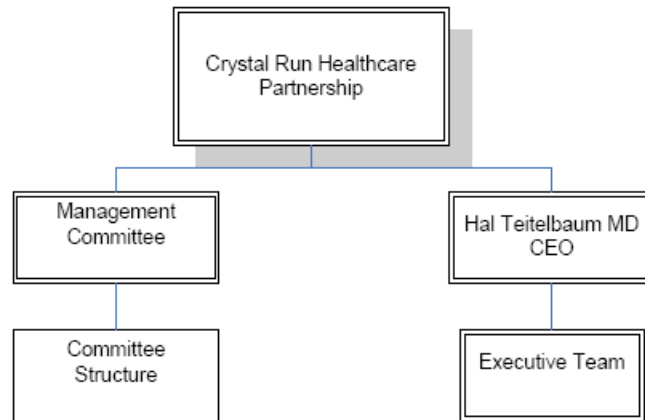 Crystal Run Healthcare
Partnership
Management
Committee
Hal Teitelbaum MD
CEO
Committee
Structure
Executive Team